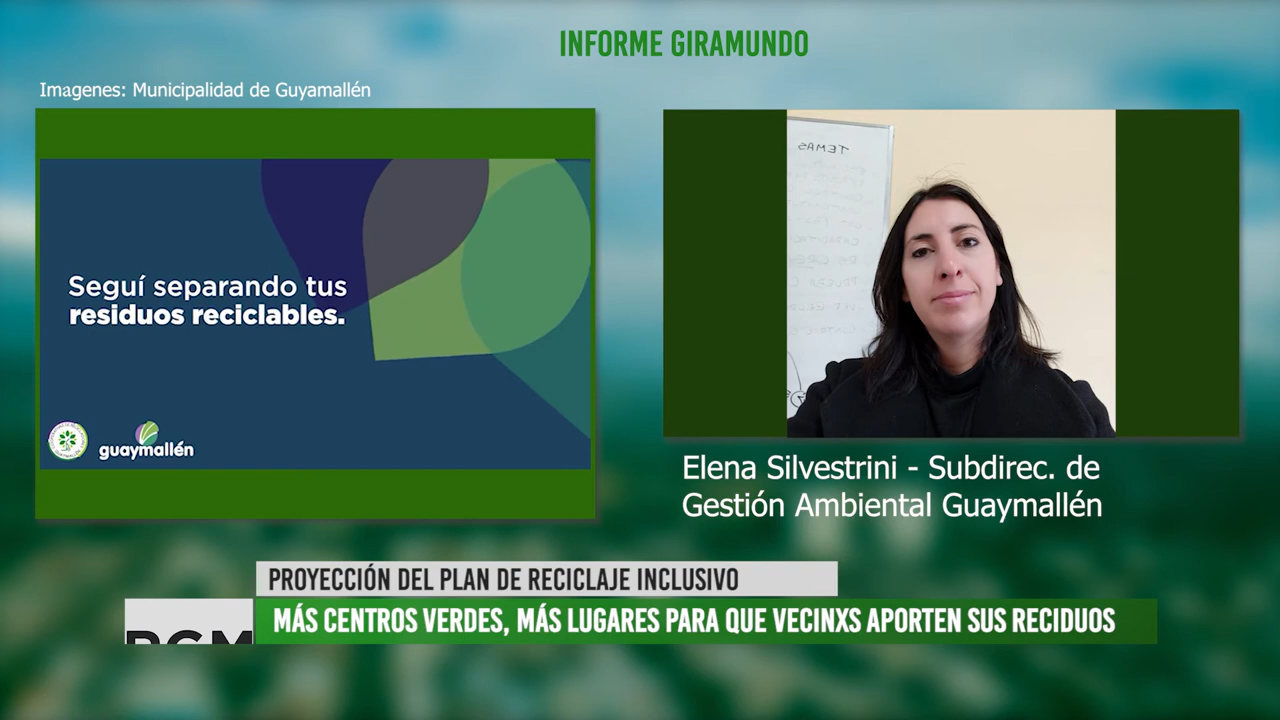 INFORME GIRAMUNDO
Imagenes: Municipalidad de Guyamallén
Seguí separando tus
residuos reciclables.
guaymallén
TEMAS
Elena Silvestrini - Subdirec. de
Gestión Ambiental Guaymallén
PROYECCIÓN DEL PLAN DE RECICLAJE INCLUSIVO
MÁS CENTROS VERDES, MÁS LUGARES PARA QUE VECINXS APORTEN SUS RECIDUOS